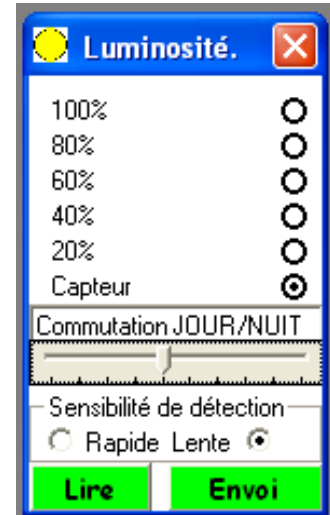 Luminosité.
100%
80%
60%
40%
20%
Capteur
Commutation JOUR/NUIT
Sensibilité de détection
Rapide Lente
Lire Envoi